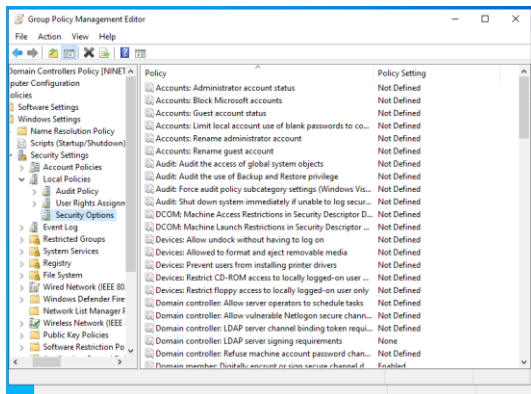 Group Policy Management Editor
File Action View Help
Domain Controllers Policy [NINET
puter Configuration
olicies
Software Settings
Windows Settings
Name Resolution Policy
Scripts (Startup/Shutdown)
Security Settings
Account Policies
Local Policies
Audit Policy
User Rights Assignm
Security Options
Event Log
Restricted Groups
System Services
Registry
File System
Wired Network (IEEE 80
Windows Defender Fire
Network List Manager P
Wireless Network (IEEE
Public Key Policies
Software Restriction Po
Policy Policy Setting
Accounts: Administrator account status Not Defined
Accounts: Block Microsoft accounts Not Defined
Accounts: Guest account status Not Defined
Accounts: Limit local account use of blank passwords to co... Not Defined
Accounts: Rename administrator account Not Defined
Accounts: Rename guest account Not Defined
Audit: Audit the access of global system objects Not Defined
Audit: Audit the use of Backup and Restore privilege Not Defined
Audit: Force audit policy subcategory settings (Windows Vis... Not Defined
Audit: Shut down system immediately if unable to log secur... Not Defined
DCOM: Machine Access Restrictions in Security Descriptor D... Not Defined
DCOM: Machine Launch Restrictions in Security Descriptor ... Not Defined
Devices: Allow undock without having to log on Not Defined
Devices: Allowed to format and eject removable media Not Defined
Devices: Prevent users from installing printer drivers Not Defined
Devices: Restrict CD-ROM access to locally logged-on user ... Not Defined
Devices: Restrict floppy access to locally logged-on user only Not Defined
Domain controller: Allow server operators to schedule tasks Not Defined
Domain controller: Allow vulnerable Netlogon secure chann... Not Defined
Domain controller: LDAP server channel binding token requi... Not Defined
Domain controller: LDAP server signing requirements None
Domain controller: Refuse machine account password chan... Not Defined
Domain member: Digitally encrypt or sign secure channel d... Enabled